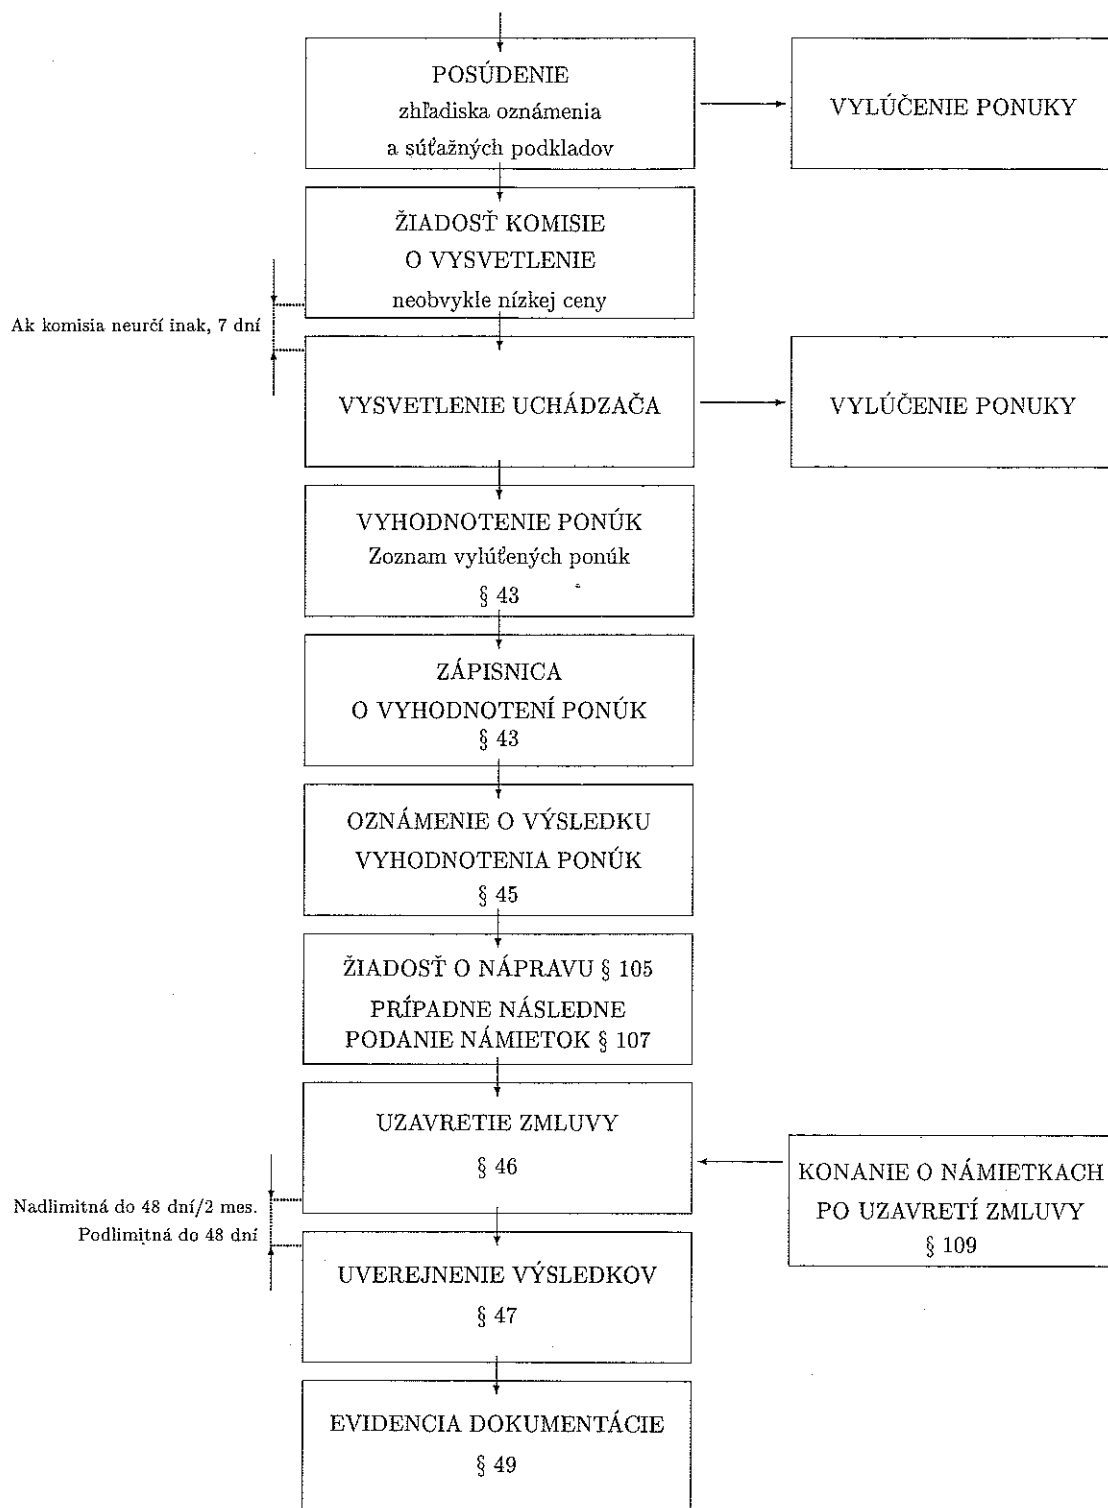 POSÚDENIE
zhľadiska oznámenia
a súťažných podkladov
VYLÚČENIE PONUKY
ŽIADOSŤ KOMISIE
O VYSVETLENIE
neobvykle nízkej ceny
Ak komisia neurčí inak, 7 dní
VYSVETLENIE UCHÁDZAČA
VYLÚČENIE PONUKY
VYHODNOTENIE PONÚK
Zoznam vylúťených ponúk
§ 43
ZÁPISNICA
O VYHODNOTENÍ PONÚK
§ 43
OZNÁMENIE O VÝSLEDKU
VYHODNOTENIA PONÚK
§ 45
ŽIADOSŤ O NÁPRAVU § 105
PRÍPADNE NÁSLEDNE
PODANIE NÁMIETOK § 107
UZAVRETIE ZMLUVY
§ 46
KONANIE O NÁMIETKACH
PO UZAVRETÍ ZMLUVY
§ 109
Nadlimitná do 48 dní/2 mes.
Podlimitná do 48 dní
UVEREJNENIE VÝSLEDKOV
§ 47
EVIDENCIA DOKUMENTÁCIE
§ 49